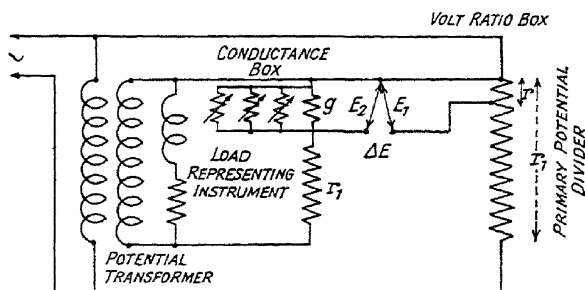 VOLT RATIO BOX
~
CONDUCTANCE
BOX
g
E₂
E₁
r
ΔE
LOAD
REPRESENTING
INSTRUMENT
r₁
r₁
PRIMARY POTENTIAL
DIVIDER
POTENTIAL
TRANSFORMER